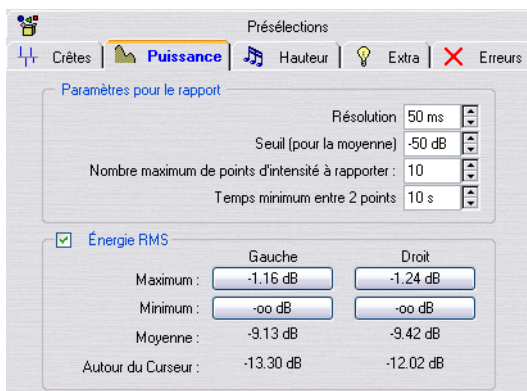 Présélections
Crêtes Puissance Hauteur Extra Erreurs
Paramètres pour le rapport
Résolution 50 ms
Seuil (pour la moyenne) -50 dB
Nombre maximum de points d'intensité à rapporter : 10
Temps minimum entre 2 points 10 s
Énergie RMS
Gauche Droit
Maximum : -1.16 dB -1.24 dB
Minimum : -oo dB -oo dB
Moyenne : -9.13 dB -9.42 dB
Autour du Curseur : -13.30 dB -12.02 dB